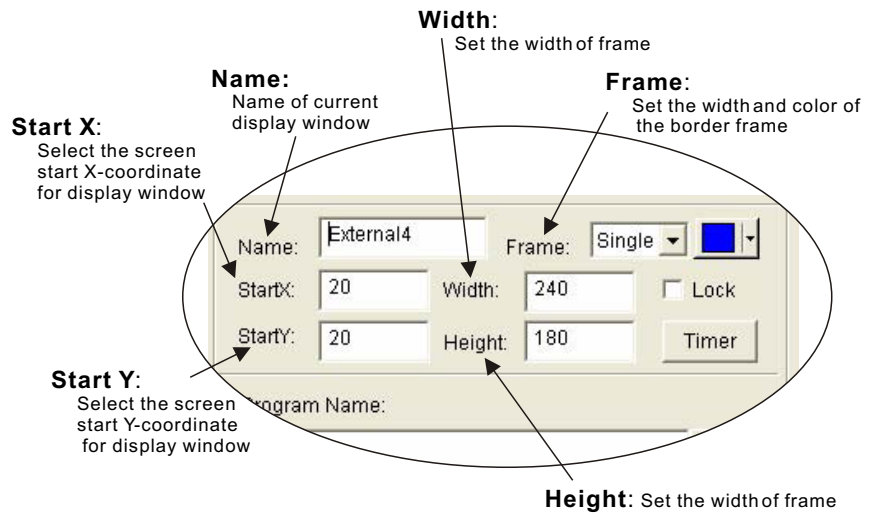 Width:
Set the width of frame
Name:
Name of current
display window
Frame:
Set the width and color of
the border frame
Start X:
Select the screen
start X-coordinate
for display window
Name: External4 Frame: Single
StartX: 20 Width: 240 Lock
StartY: 20 Height: 180 Timer
Start Y:
Select the screen
start Y-coordinate
for display window
Program Name:
Height: Set the width of frame